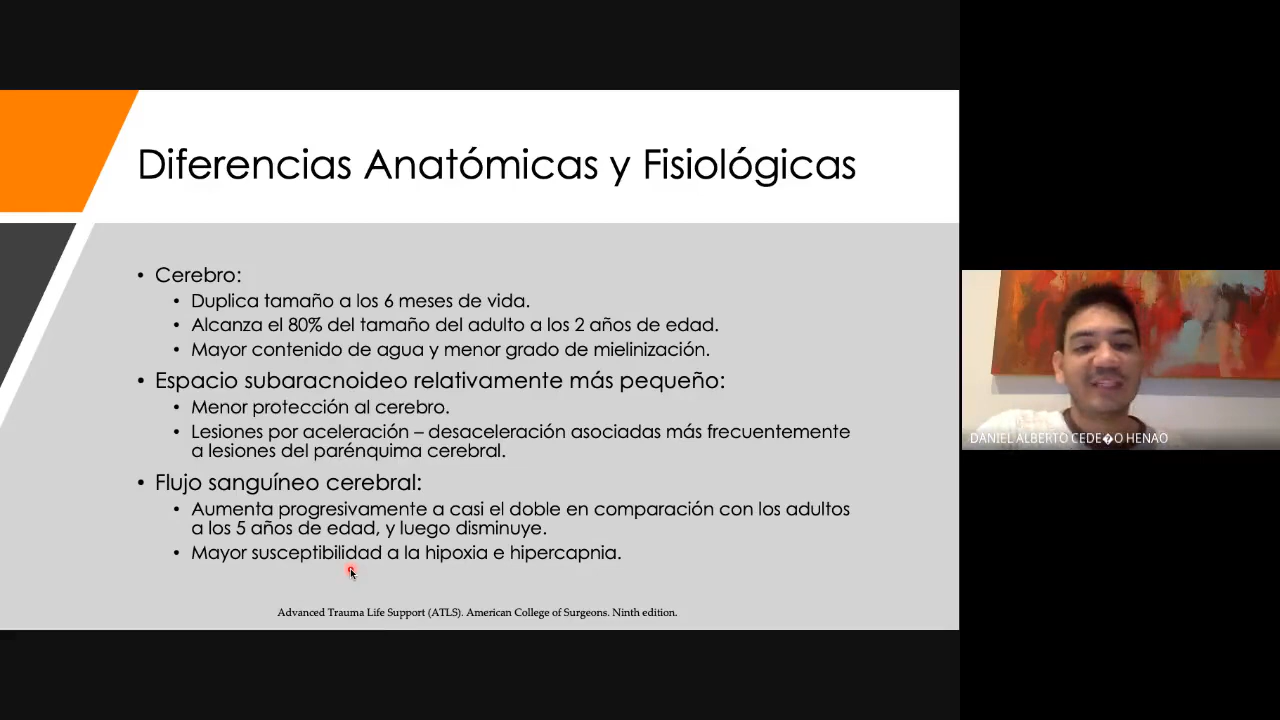 Diferencias Anatómicas y Fisiológicas
• Cerebro:
• Duplica tamaño a los 6 meses de vida.
• Alcanza el 80% del tamaño del adulto a los 2 años de edad.
• Mayor contenido de agua y menor grado de mielinización.
• Espacio subaracnoideo relativamente más pequeño:
• Menor protección al cerebro.
• Lesiones por aceleración – desaceleración asociadas más frecuentemente
a lesiones del parénquima cerebral.
• Flujo sanguíneo cerebral:
• Aumenta progresivamente a casi el doble en comparación con los adultos
a los 5 años de edad, y luego disminuye.
• Mayor susceptibilidad a la hipoxia e hipercapnia.
Advanced Trauma Life Support (ATLS). American College of Surgeons. Ninth edition.
DANIEL ALBERTO CEDE�O HENAO